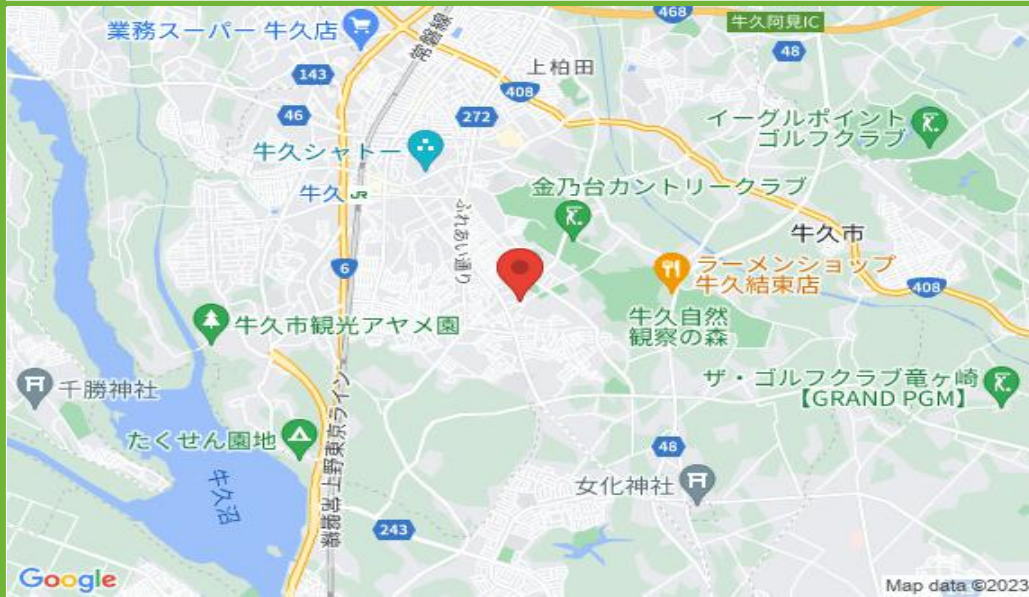 業務スーパー 牛久店
常磐線
468
牛久阿見IC
48
143
上柏田
408
46
272
イーグルポイント
ゴルフクラブ
牛久シャトー
牛久 JR
金乃台カントリークラブ
ふれあい通り
牛久市
6
ラーメンショップ
牛久結束店
408
牛久市観光アヤメ園
牛久自然
観察の森
千勝神社
ザ・ゴルフクラブ竜ヶ崎
【GRAND PGM】
たくせん園地
上野東京ライン
48
牛久沼
女化神社
243
Google
Map data ©2023